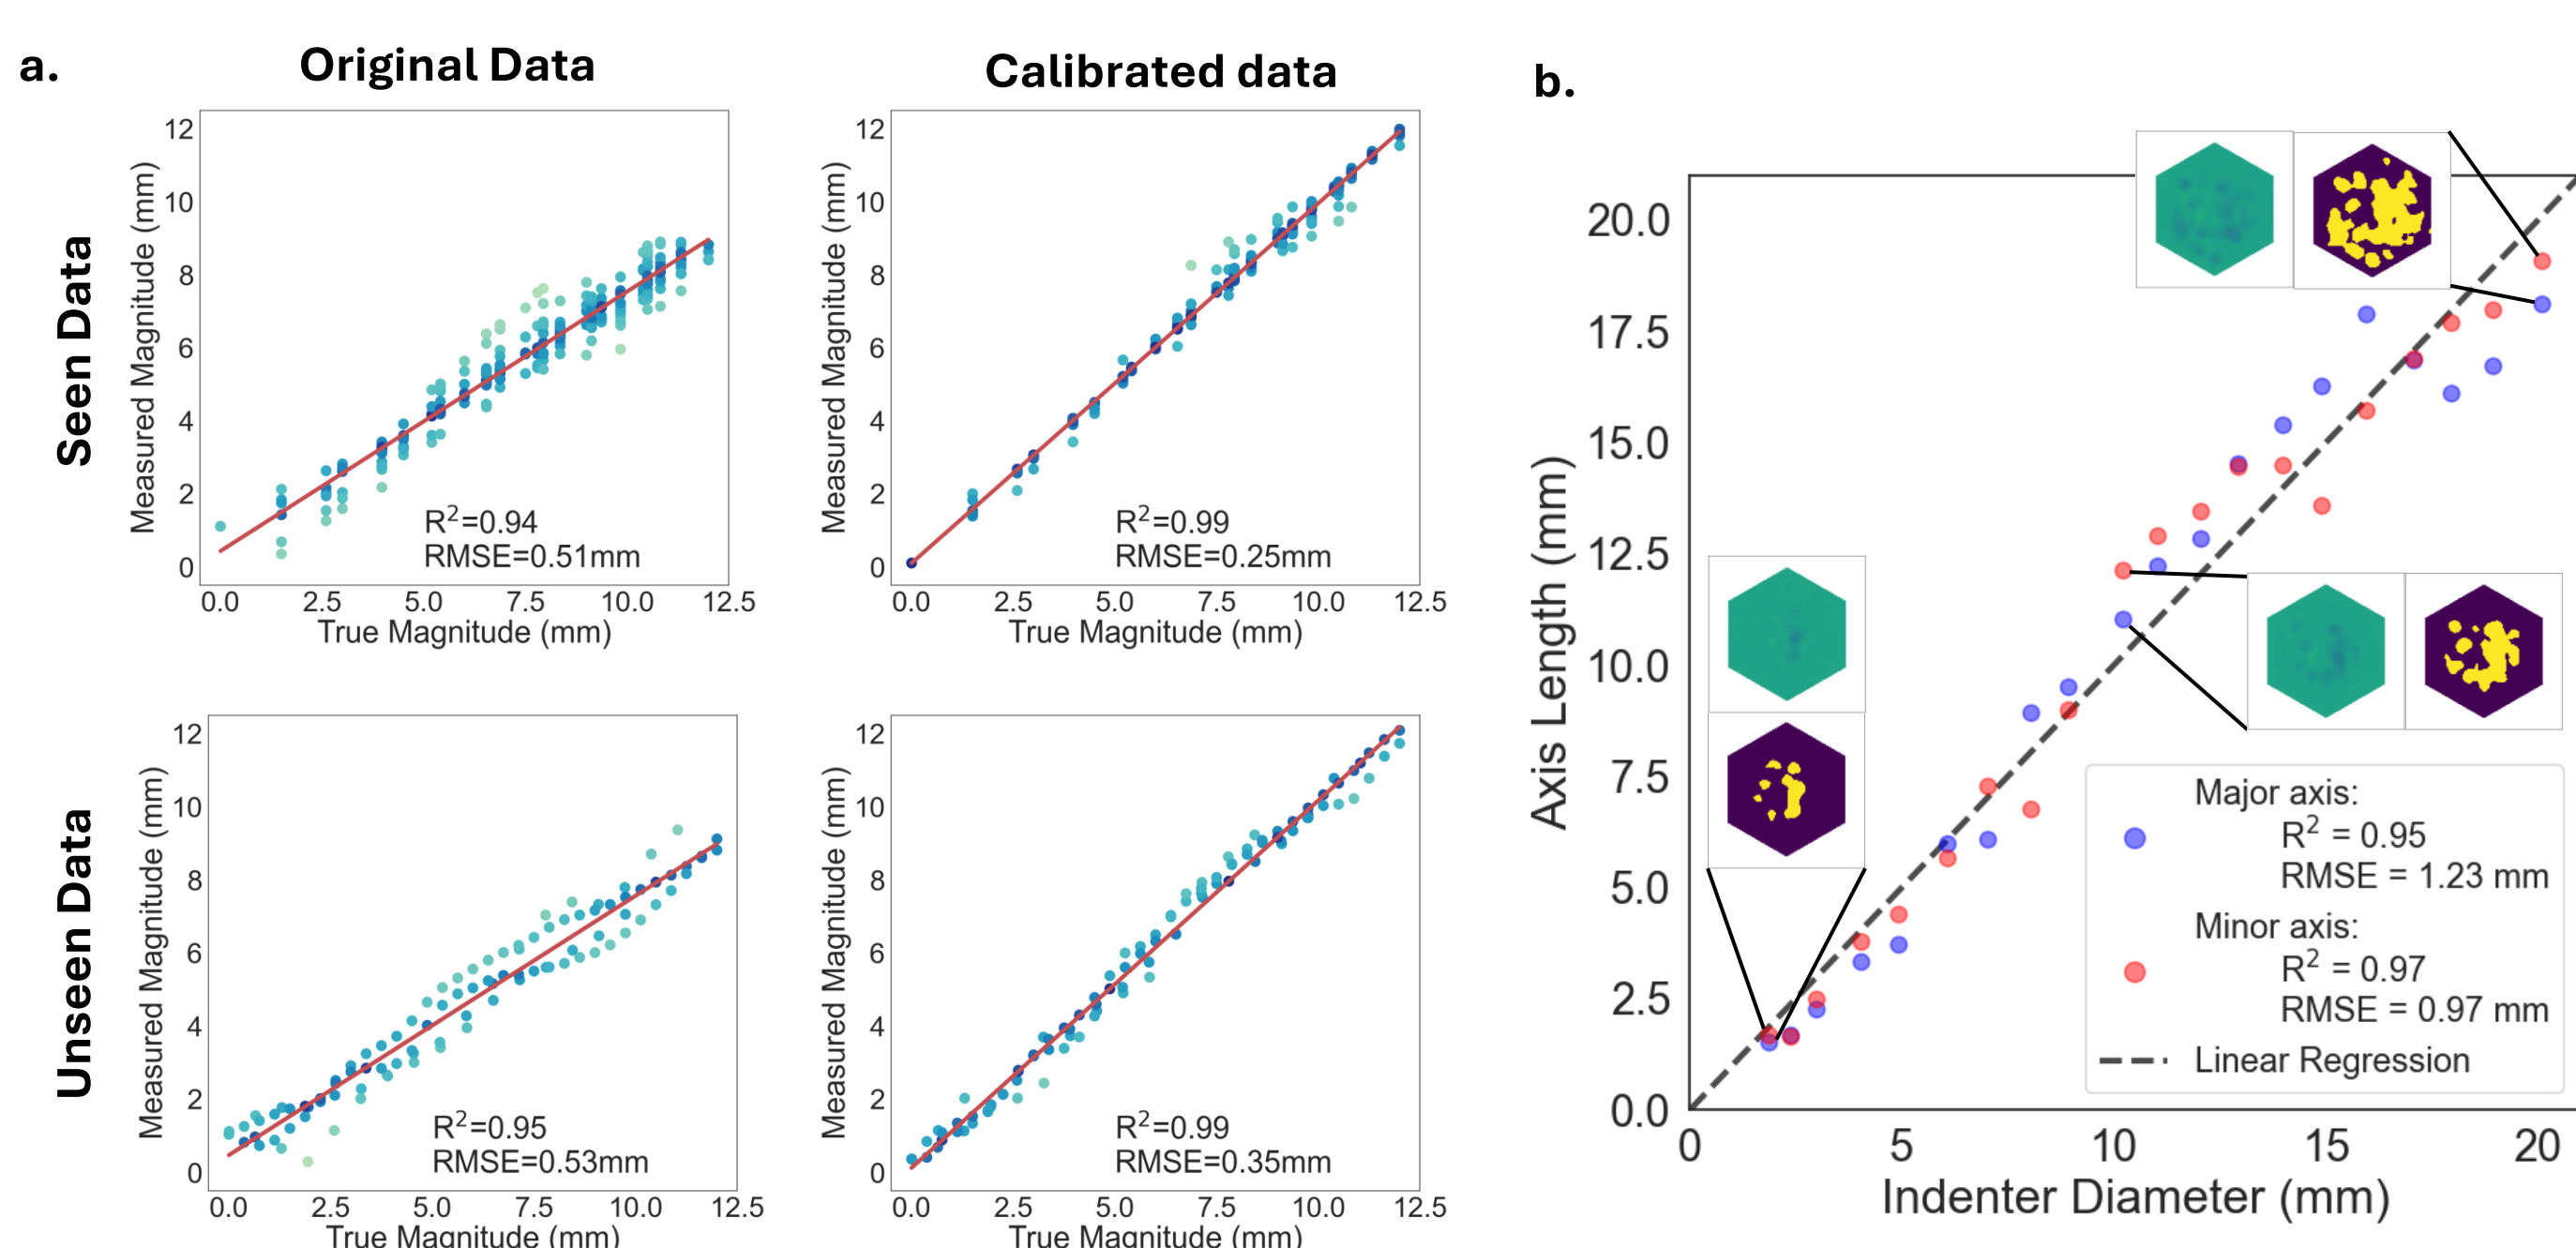 a.
Original Data
Calibrated data
Seen Data
Measured Magnitude (mm)
12
10
8
6
4
2
0
R²=0.94
RMSE=0.51mm
0.0 2.5 5.0 7.5 10.0 12.5
True Magnitude (mm)
Measured Magnitude (mm)
12
10
8
6
4
2
0
R²=0.99
RMSE=0.25mm
0.0 2.5 5.0 7.5 10.0 12.5
True Magnitude (mm)
Unseen Data
Measured Magnitude (mm)
12
10
8
6
4
2
0
R²=0.95
RMSE=0.53mm
0.0 2.5 5.0 7.5 10.0 12.5
True Magnitude (mm)
Measured Magnitude (mm)
12
10
8
6
4
2
0
R²=0.99
RMSE=0.35mm
0.0 2.5 5.0 7.5 10.0 12.5
True Magnitude (mm)
b.
Axis Length (mm)
20.0
17.5
15.0
12.5
10.0
7.5
5.0
2.5
0.0
Major axis:
R² = 0.95
RMSE = 1.23 mm
Minor axis:
R² = 0.97
RMSE = 0.97 mm
Linear Regression
0 5 10 15 20
Indenter Diameter (mm)